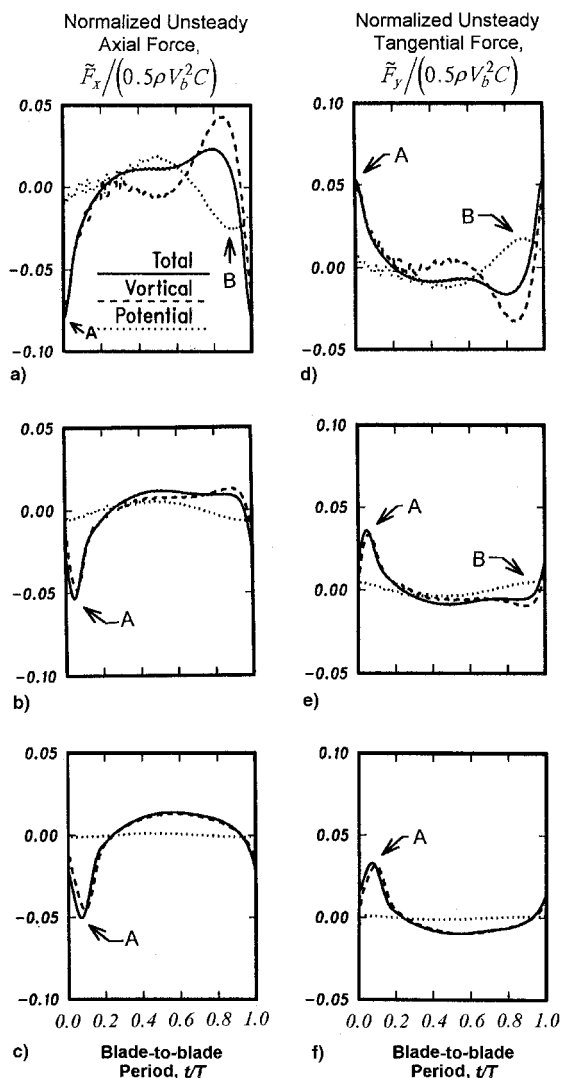 Normalized Unsteady
Axial Force,
F̃x/(0.5ρV_b^2C)
Normalized Unsteady
Tangential Force,
F̃y/(0.5ρV_b^2C)
0.05
0.00
−0.05
−0.10
Total
Vortical
Potential
A
B
a)
0.10
0.05
0.00
−0.05
A
B
d)
0.05
0.00
−0.05
−0.10
A
b)
0.10
0.05
0.00
−0.05
A
B
e)
0.05
0.00
−0.05
−0.10
A
0.0 0.2 0.4 0.6 0.8 1.0
c)
Blade-to-blade
Period, t/T
0.10
0.05
0.00
−0.05
A
0.0 0.2 0.4 0.6 0.8 1.0
f)
Blade-to-blade
Period, t/T